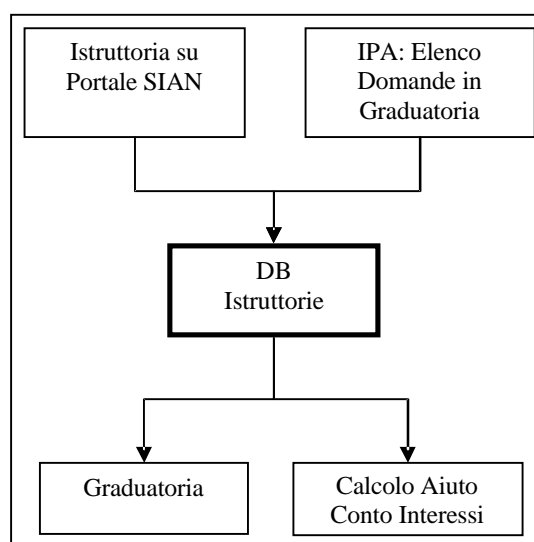 Istruttoria su
Portale SIAN
IPA: Elenco
Domande in
Graduatoria
DB
Istruttorie
Graduatoria
Calcolo Aiuto
Conto Interessi